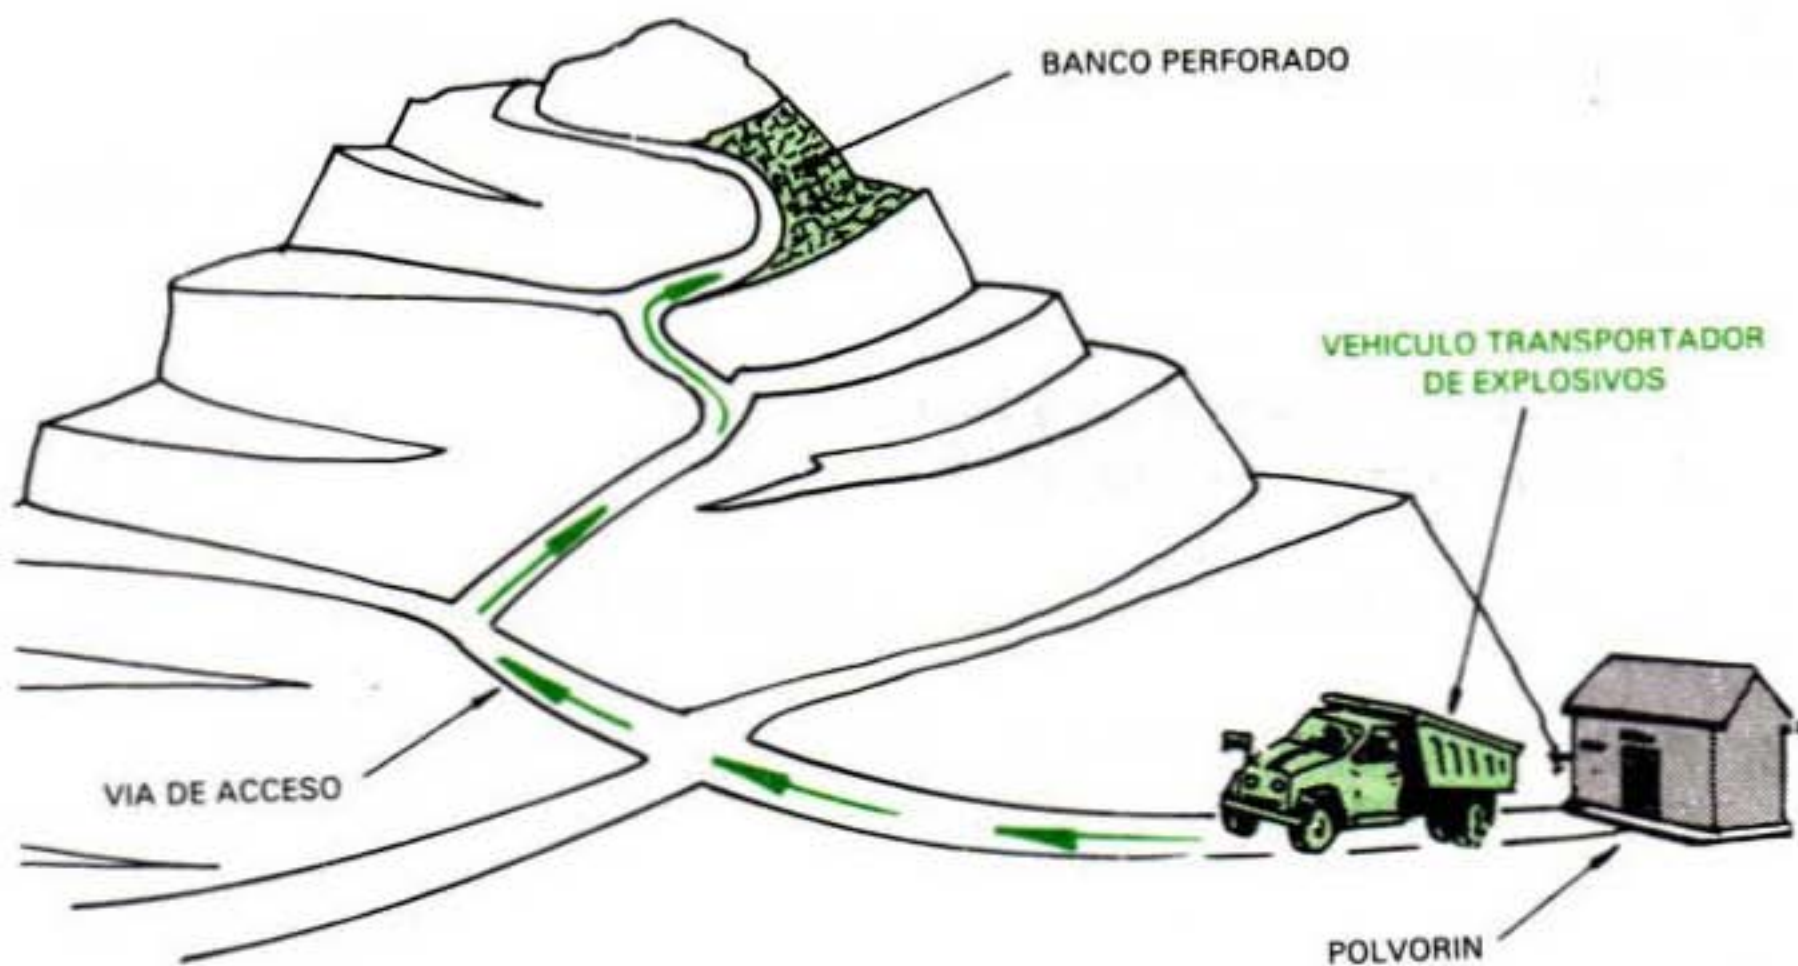 BANCO PERFORADO
VEHICULO TRANSPORTADOR
DE EXPLOSIVOS
VIA DE ACCESO
POLVORIN